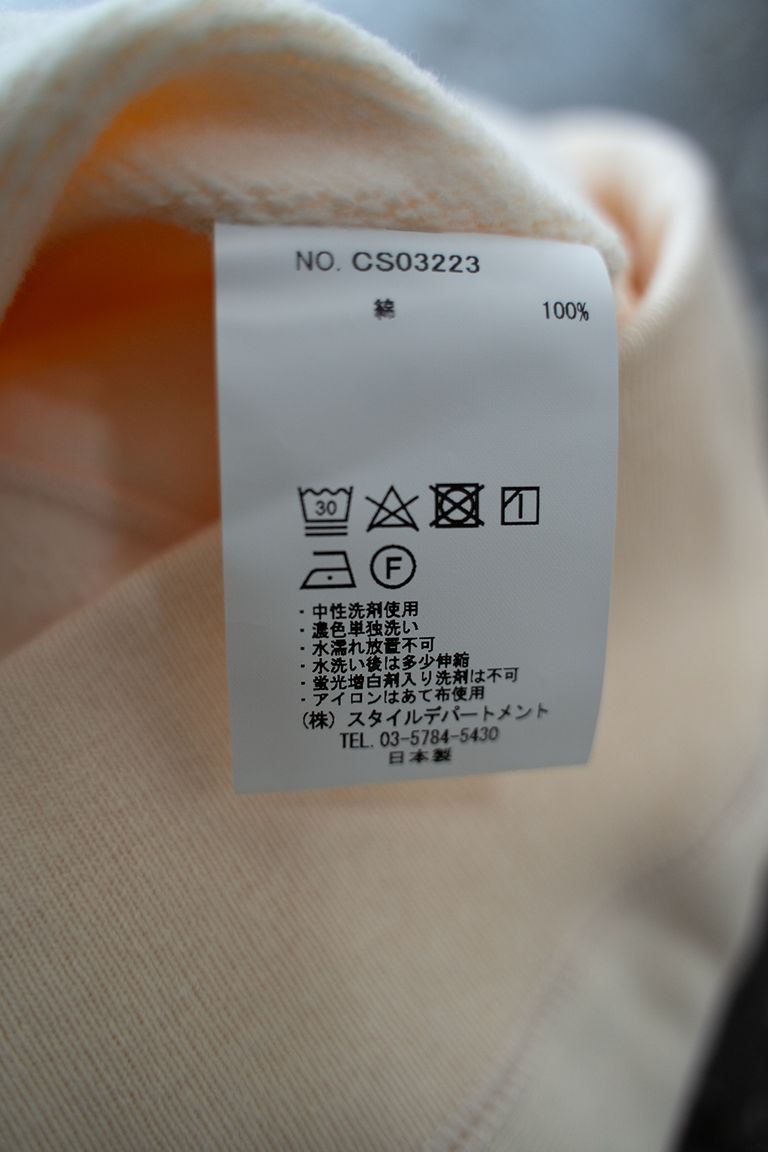 NO. CS03223
綿 100%
30
F
・中性洗剤使用
・濃色単独洗い
・水濡れ放置不可
・水洗い後は多少伸縮
・蛍光増白剤入り洗剤は不可
・アイロンはあて布使用
（株）スタイルデパートメント
TEL. 03-5784-5430
日本製